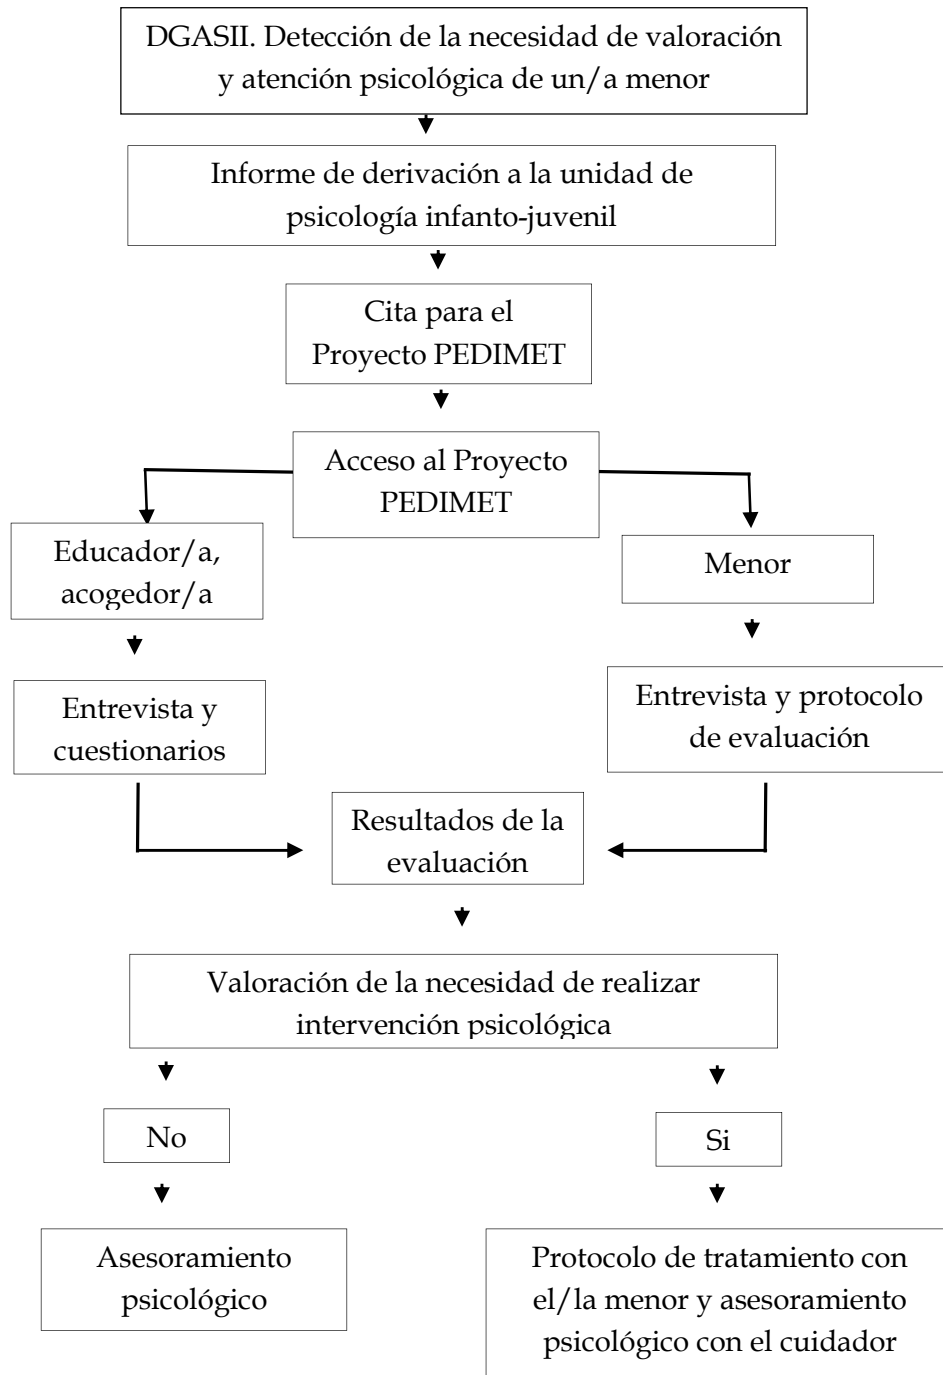 DGASII. Detección de la necesidad de valoración
y atención psicológica de un/a menor
Informe de derivación a la unidad de
psicología infanto-juvenil
Cita para el
Proyecto PEDIMET
Acceso al Proyecto
PEDIMET
Educador/a,
acogedor/a
Menor
Entrevista y
cuestionarios
Entrevista y protocolo
de evaluación
Resultados de la
evaluación
Valoración de la necesidad de realizar
intervención psicológica
No
Si
Asesoramiento
psicológico
Protocolo de tratamiento con
el/la menor y asesoramiento
psicológico con el cuidador